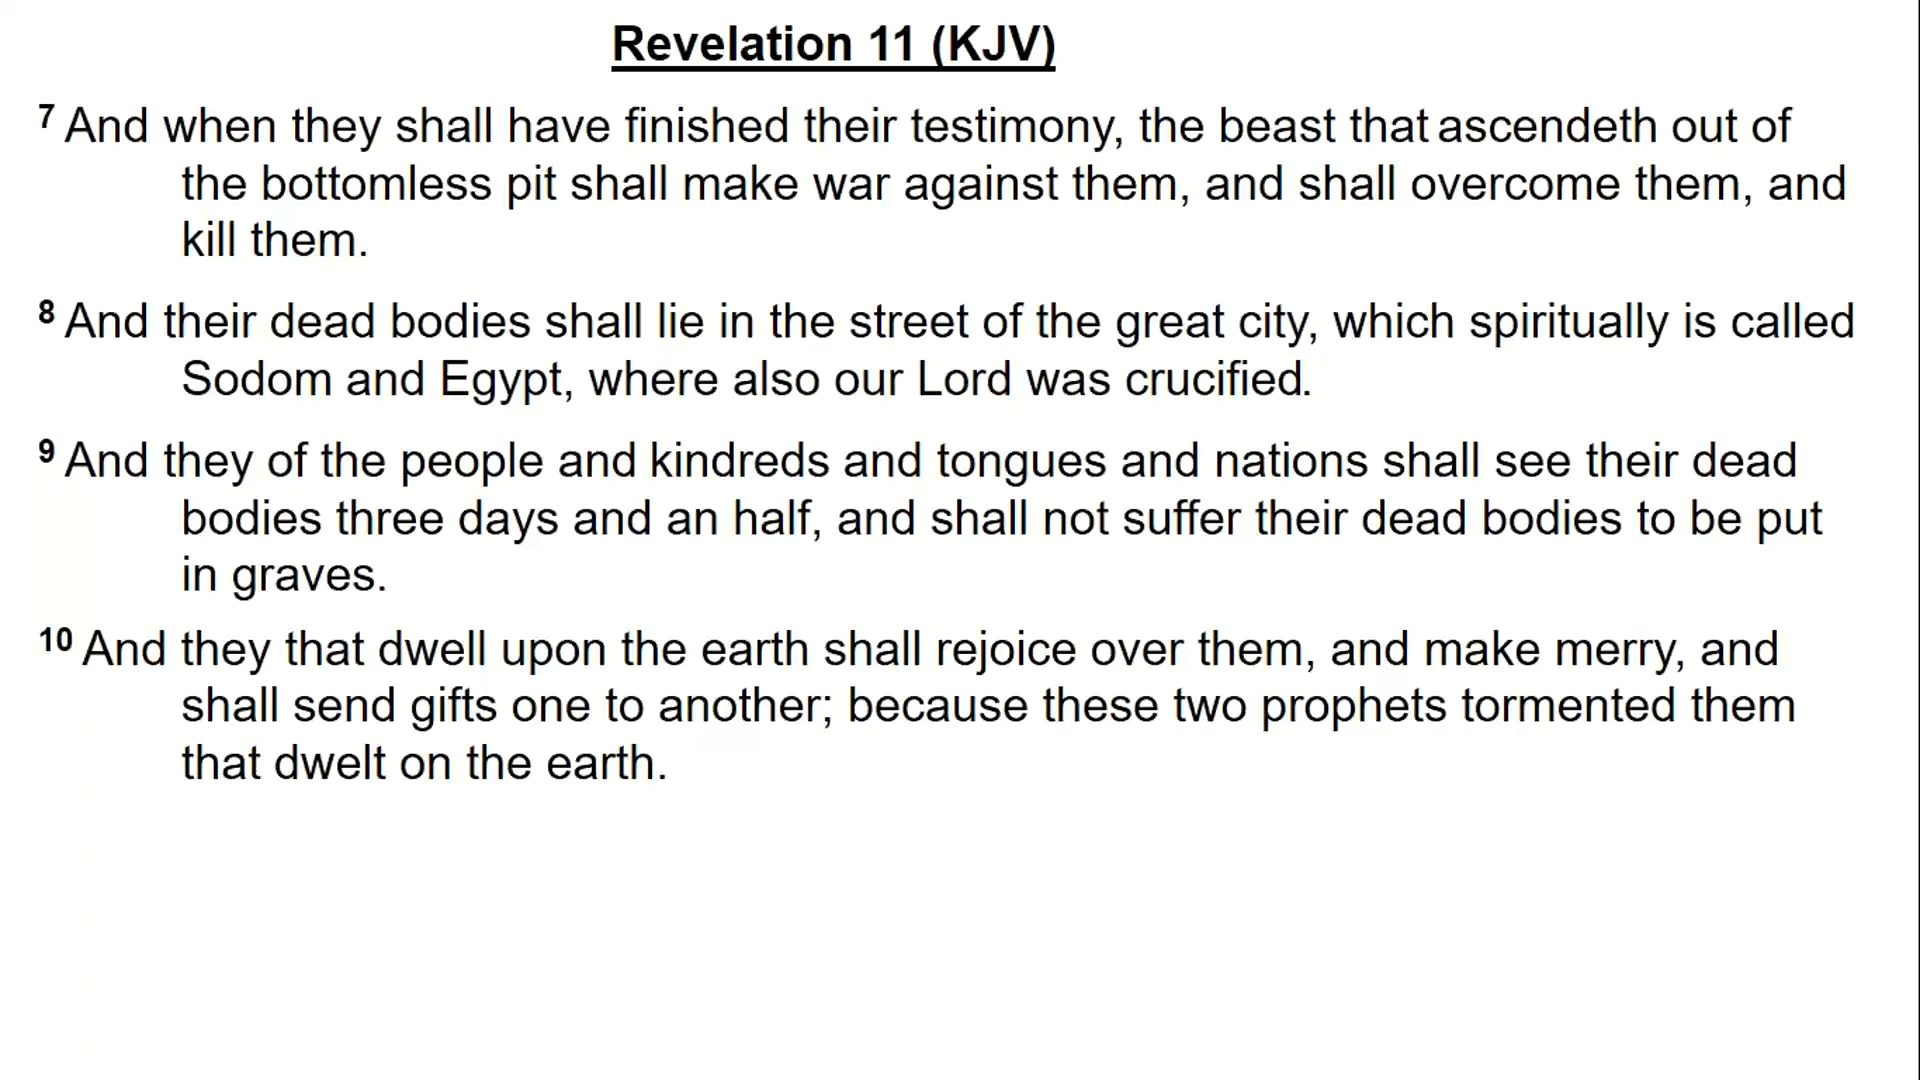 Revelation 11 (KJV)
7 And when they shall have finished their testimony, the beast that ascendeth out of
the bottomless pit shall make war against them, and shall overcome them, and
kill them.
8 And their dead bodies shall lie in the street of the great city, which spiritually is called
Sodom and Egypt, where also our Lord was crucified.
9 And they of the people and kindreds and tongues and nations shall see their dead
bodies three days and an half, and shall not suffer their dead bodies to be put
in graves.
10 And they that dwell upon the earth shall rejoice over them, and make merry, and
shall send gifts one to another; because these two prophets tormented them
that dwelt on the earth.